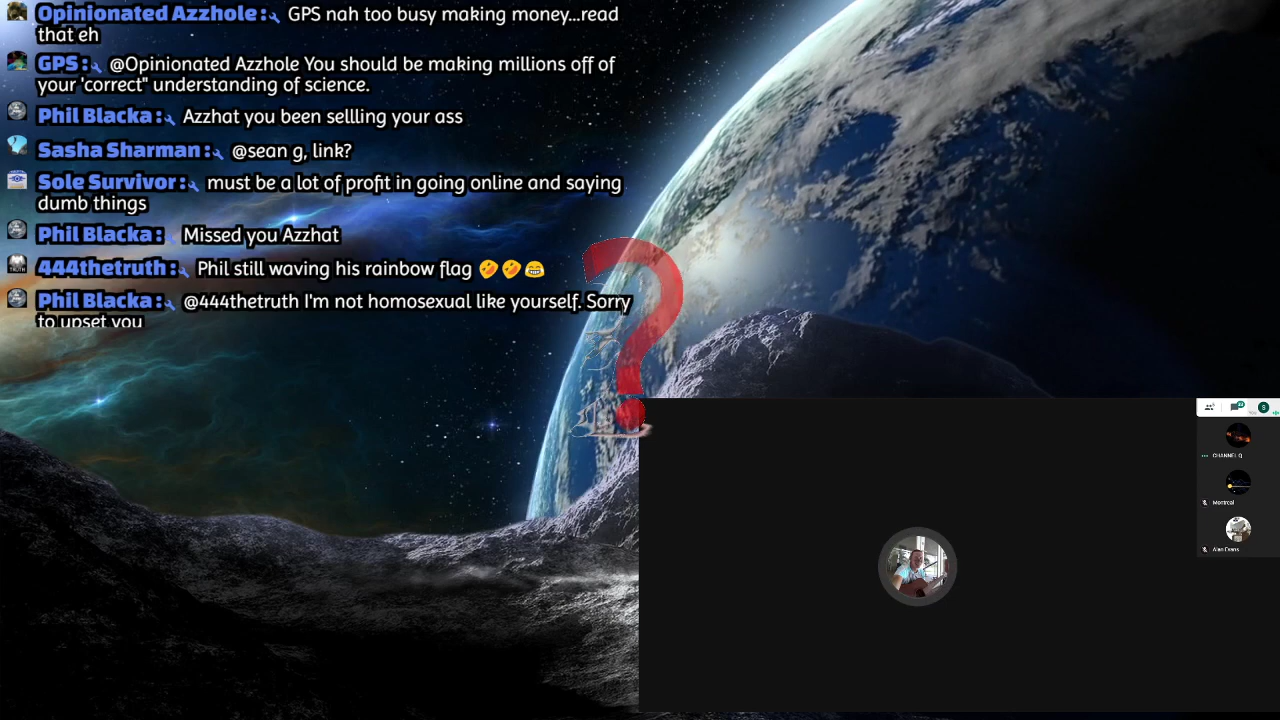 Opinionated Azzhole : GPS nah too busy making money...read
that eh
GPS : @Opinionated Azzhole You should be making millions off of
your 'correct" understanding of science.
Phil Blacka : Azzhat you been sellling your ass
Sasha Sharman : @sean g, link?
Sole Survivor : must be a lot of profit in going online and saying
dumb things
Phil Blacka : Missed you Azzhat
444thetruth : Phil still waving his rainbow flag 🤣🤣😂
Phil Blacka : @444thetruth I'm not homosexual like yourself. Sorry
to upset you
?
You
CHANNEL Q
Montreal
Alan Evans